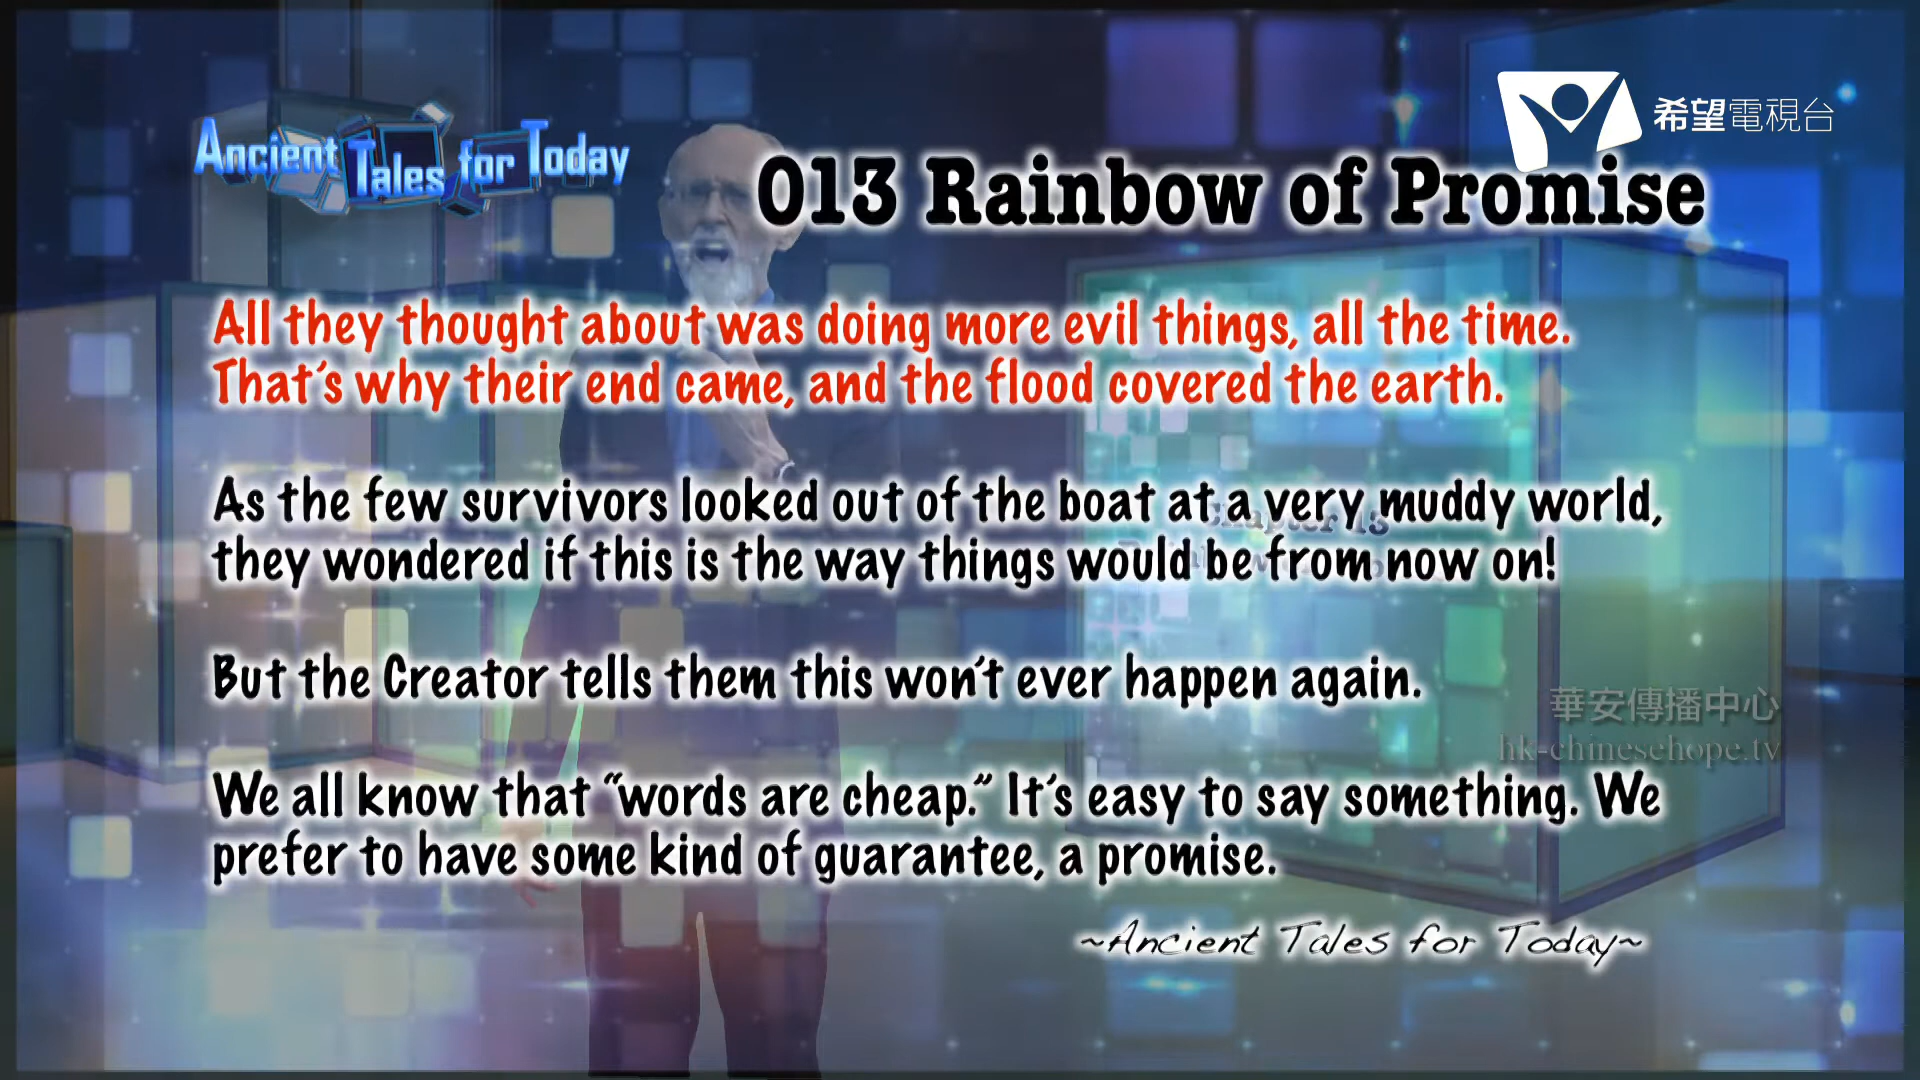 Ancient Tales for Today
希望電視台
013 Rainbow of Promise
All they thought about was doing more evil things, all the time.
That's why their end came, and the flood covered the earth.
As the few survivors looked out of the boat at a very muddy world,
they wondered if this is the way things would be from now on!
Chapter 13
But the Creator tells them this won't ever happen again.
華安傳播中心
hk-chinesehope.tv
We all know that “words are cheap.” It's easy to say something. We
prefer to have some kind of guarantee, a promise.
~Ancient Tales for Today~